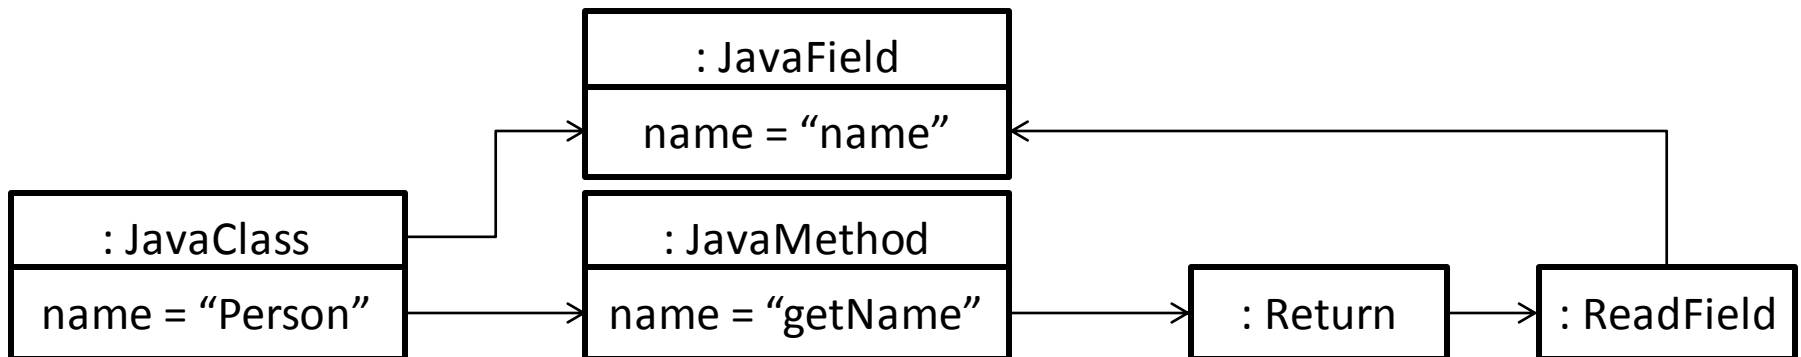 : JavaField
name = “name”
: JavaClass
name = “Person”
: JavaMethod
name = “getName”
: Return
: ReadField